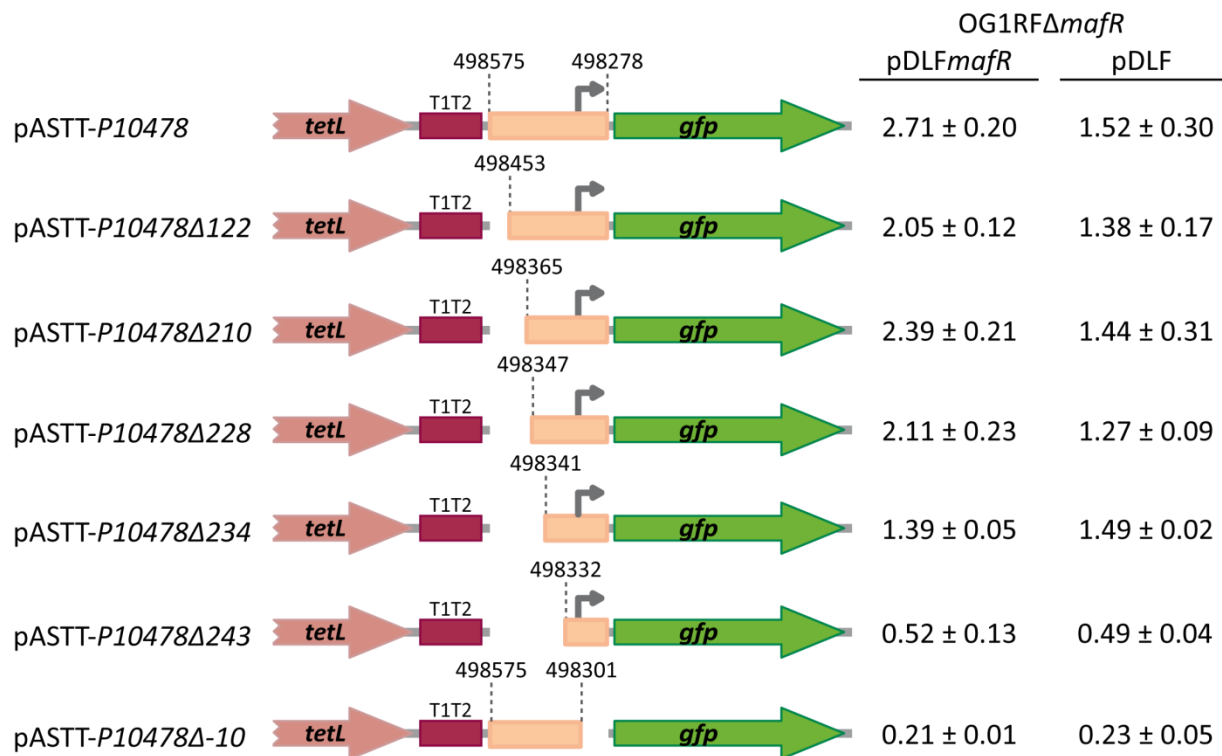 OG1RFΔmafR
pDLFmafR pDLF
498575 498278
pASTT-P10478 tetL T1T2 gfp 2.71 ± 0.20 1.52 ± 0.30
498453
pASTT-P10478Δ122 tetL T1T2 gfp 2.05 ± 0.12 1.38 ± 0.17
498365
pASTT-P10478Δ210 tetL T1T2 gfp 2.39 ± 0.21 1.44 ± 0.31
498347
pASTT-P10478Δ228 tetL T1T2 gfp 2.11 ± 0.23 1.27 ± 0.09
498341
pASTT-P10478Δ234 tetL T1T2 gfp 1.39 ± 0.05 1.49 ± 0.02
498332
pASTT-P10478Δ243 tetL T1T2 gfp 0.52 ± 0.13 0.49 ± 0.04
498575 498301
pASTT-P10478Δ-10 tetL T1T2 gfp 0.21 ± 0.01 0.23 ± 0.05